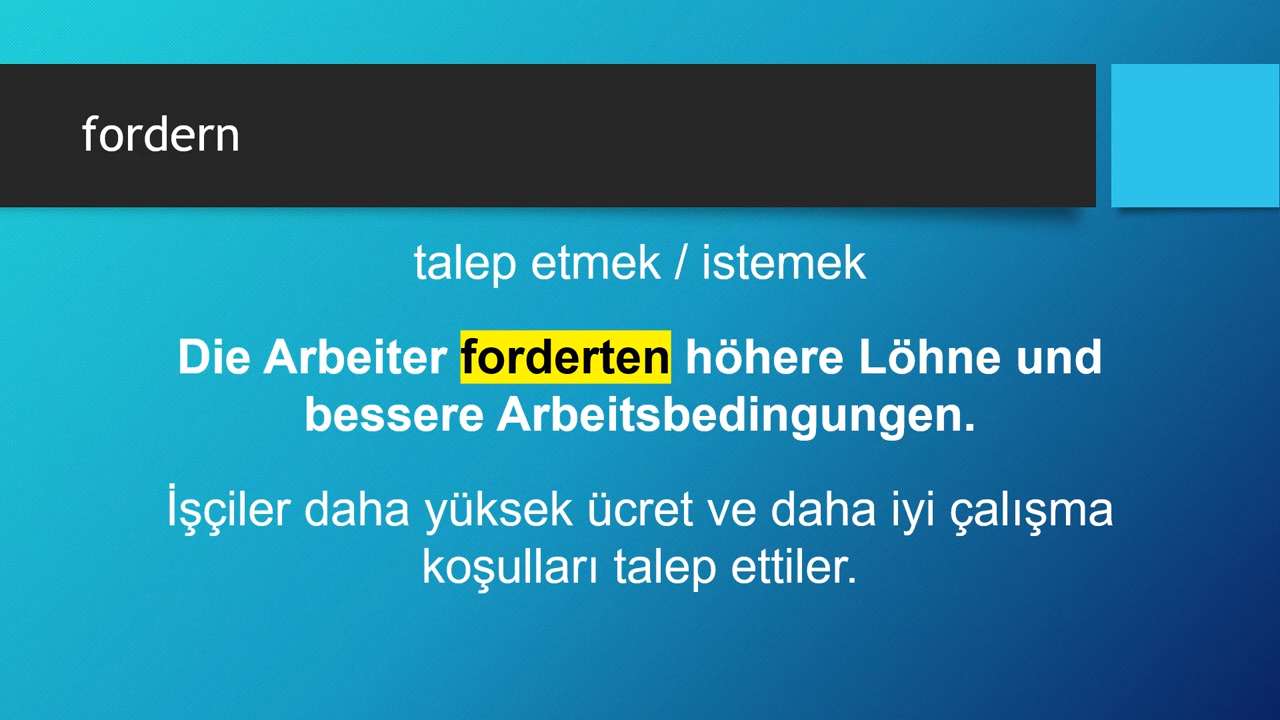 fordern
talep etmek / istemek
Die Arbeiter forderten höhere Löhne und
bessere Arbeitsbedingungen.
İşçiler daha yüksek ücret ve daha iyi çalışma
koşulları talep ettiler.